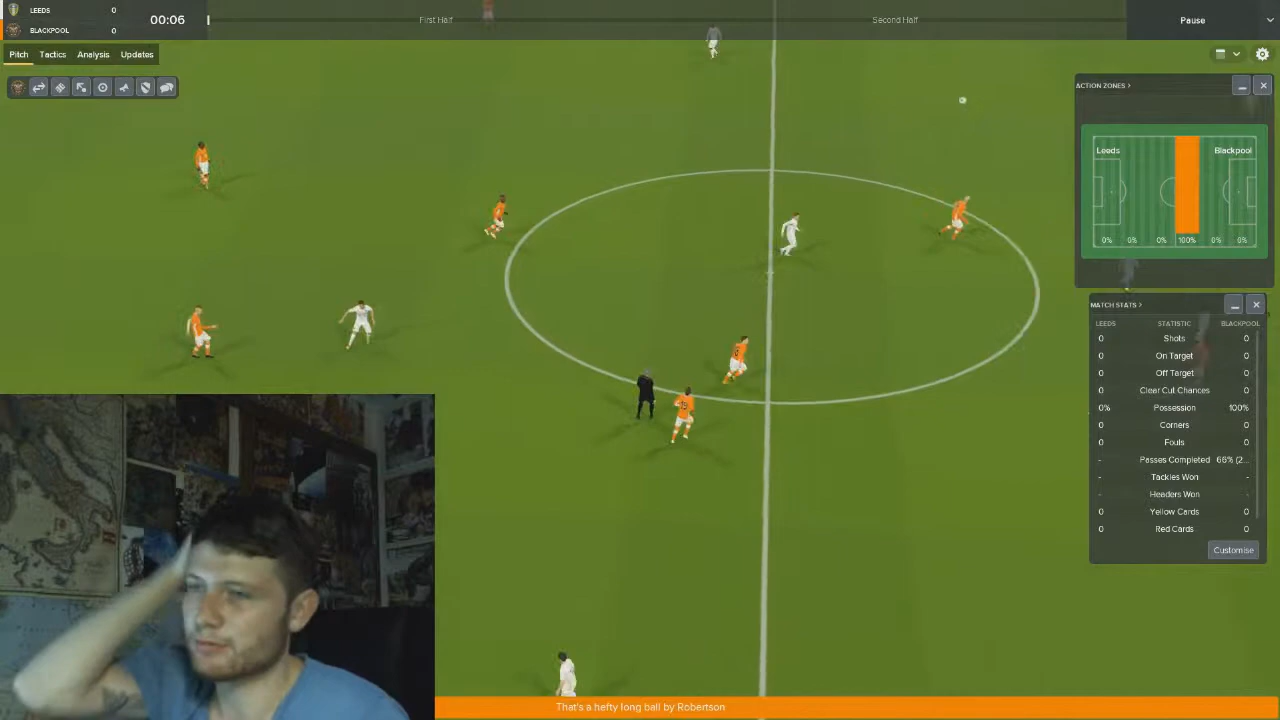 LEEDS 0
BLACKPOOL 0
00:06
First Half
Second Half
Pause
Pitch Tactics Analysis Updates
ACTION ZONES >
Leeds Blackpool
0% 0% 0% 100% 0% 0%
MATCH STATS >
LEEDS STATISTIC BLACKPOOL
0 Shots 0
0 On Target 0
0 Off Target 0
0 Clear Cut Chances 0
0% Possession 100%
0 Corners 0
0 Fouls 0
- Passes Completed 66% (2...
- Tackles Won -
- Headers Won -
0 Yellow Cards 0
0 Red Cards 0
Customise
That's a hefty long ball by Robertson